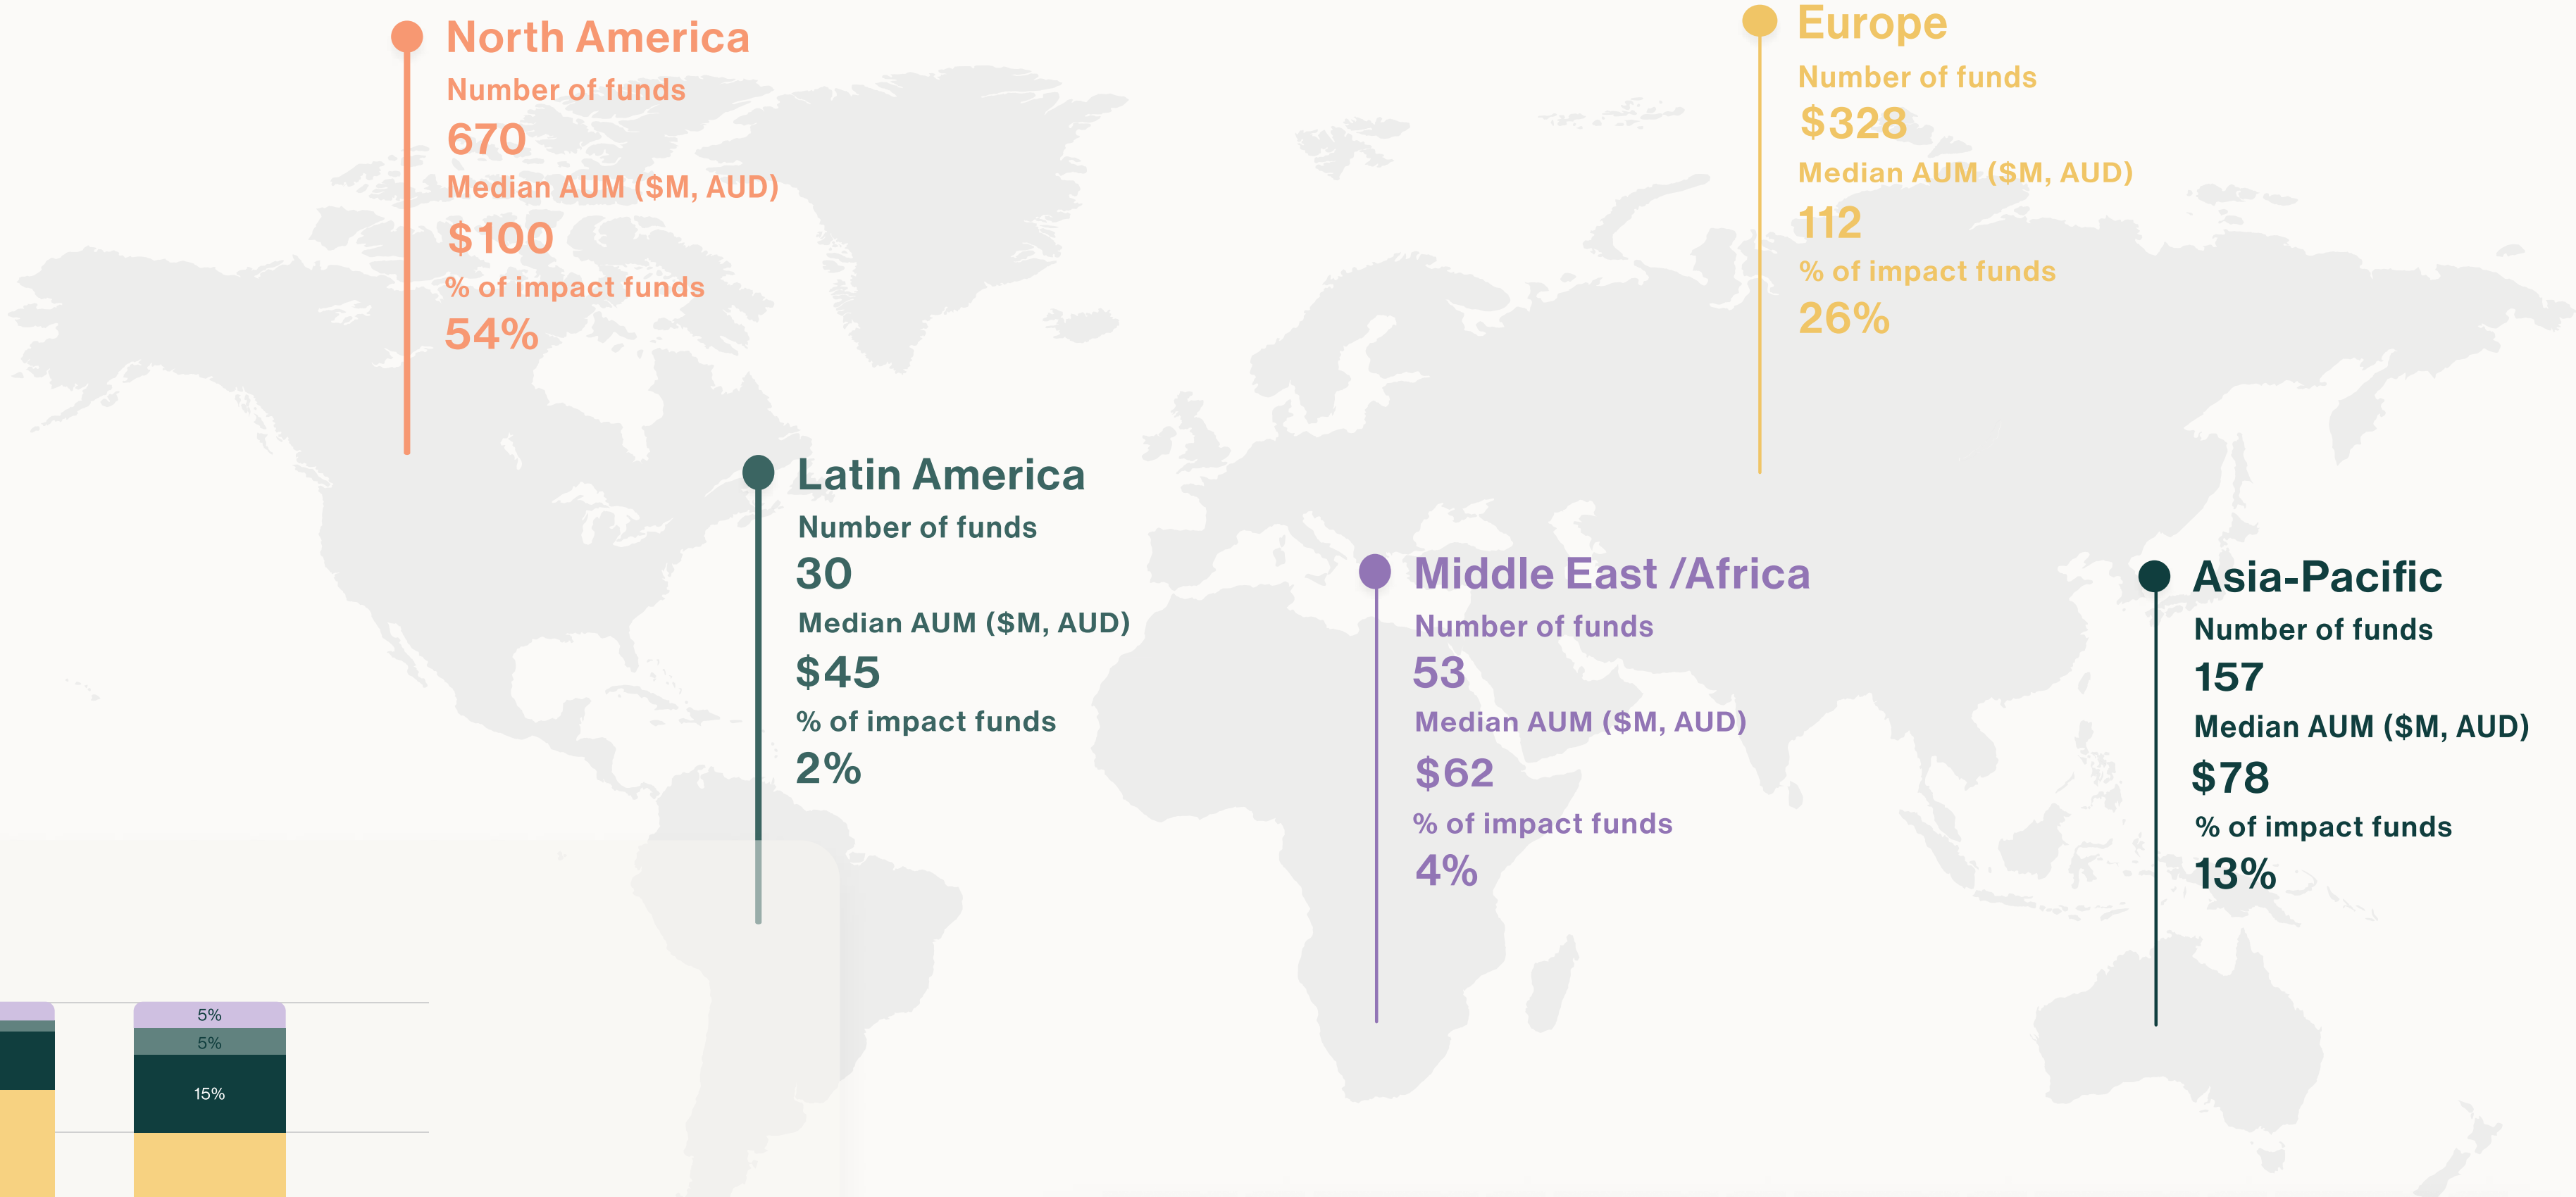 North America
Number of funds
670
Median AUM ($M, AUD)
$100
% of impact funds
54%
Europe
Number of funds
$328
Median AUM ($M, AUD)
112
% of impact funds
26%
Latin America
Number of funds
30
Median AUM ($M, AUD)
$45
% of impact funds
2%
Middle East /Africa
Number of funds
53
Median AUM ($M, AUD)
$62
% of impact funds
4%
Asia-Pacific
Number of funds
157
Median AUM ($M, AUD)
$78
% of impact funds
13%
5%
5%
15%